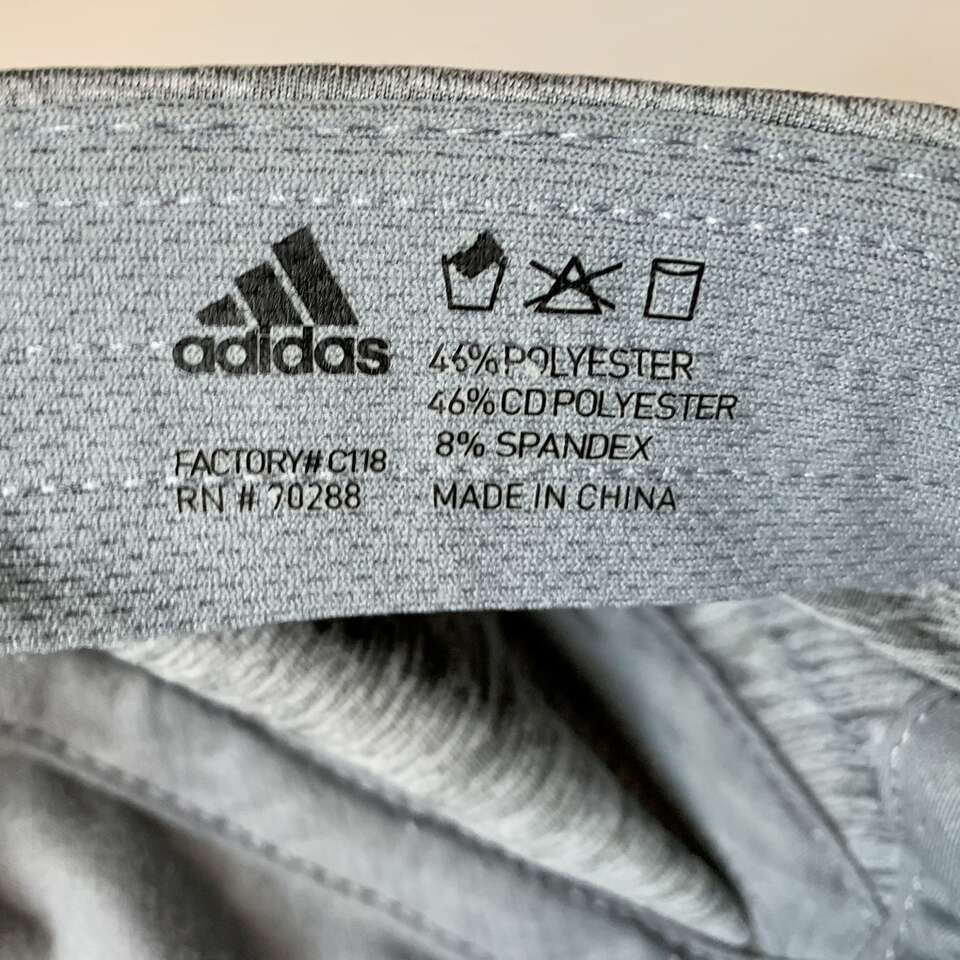 adidas
FACTORY# C118
RN # 70288
46% POLYESTER
46% CD POLYESTER
8% SPANDEX
MADE IN CHINA